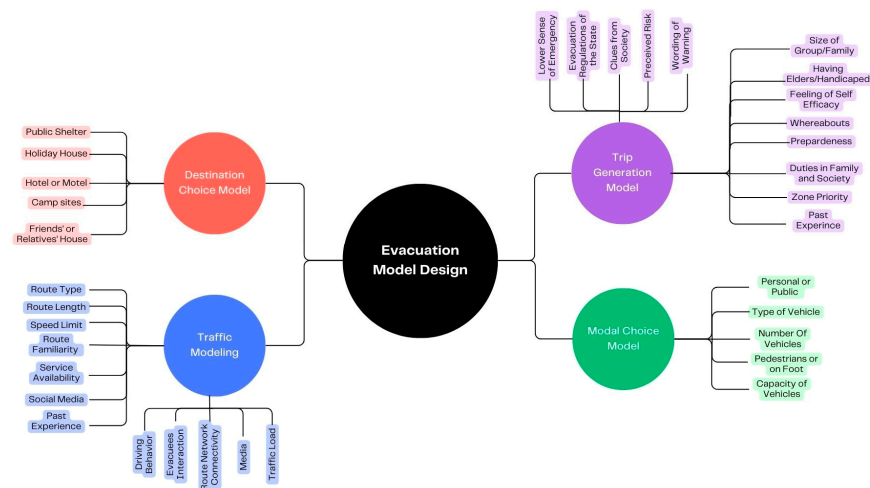 Evacuation
Model Design
Destination
Choice Model
Public Shelter
Holiday House
Hotel or Motel
Camp sites
Friends' or
Relatives' House
Traffic
Modeling
Route Type
Route Length
Speed Limit
Route
Familiarity
Service
Availability
Social Media
Past
Experience
Driving
Behavior
Evacuees
Interaction
Route Network
Connectivity
Media
Traffic Load
Trip
Generation
Model
Lower Sense
of Emergency
Evacuation
Regulations of
the State
Clues from
Society
Preceived Risk
Wording of
Warning
Size of
Group/Family
Having
Elders/Handicaped
Feeling of Self
Efficacy
Whereabouts
Prepardeness
Duties in Family
and Society
Zone Priority
Past
Experince
Modal Choice
Model
Personal or
Public
Type of Vehicle
Number Of
Vehicles
Pedestrians or
on Foot
Capacity of
Vehicles